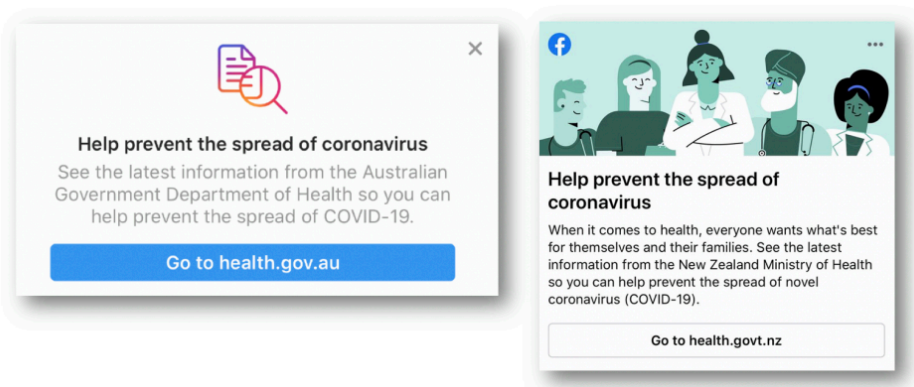 Help prevent the spread of coronavirus
See the latest information from the Australian
Government Department of Health so you can
help prevent the spread of COVID-19.
Go to health.gov.au
Help prevent the spread of
coronavirus
When it comes to health, everyone wants what's best
for themselves and their families. See the latest
information from the New Zealand Ministry of Health
so you can help prevent the spread of novel
coronavirus (COVID-19).
Go to health.govt.nz